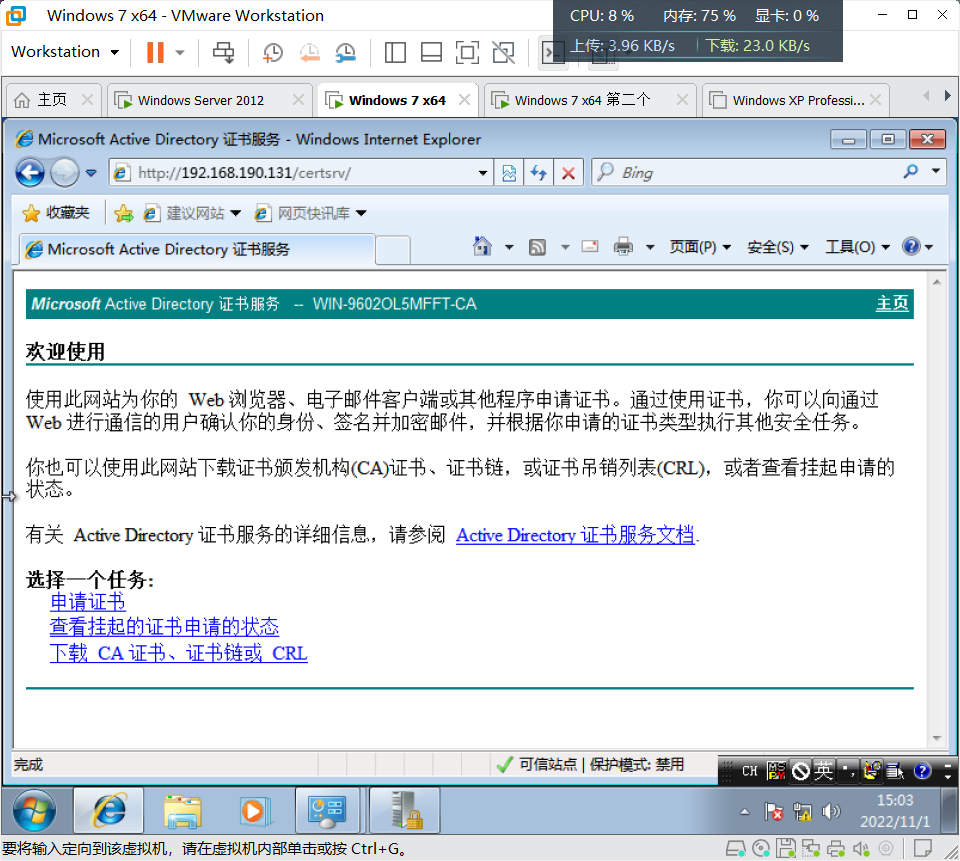 Windows 7 x64 - VMware Workstation
CPU: 8 % 内存: 75 % 显卡: 0 %
上传: 3.96 KB/s 下载: 23.0 KB/s
Workstation
主页 Windows Server 2012 Windows 7 x64 Windows 7 x64 第二个 Windows XP Professi...
Microsoft Active Directory 证书服务 - Windows Internet Explorer
http://192.168.190.131/certsrv/ Bing
收藏夹 建议网站 网页快讯库
Microsoft Active Directory 证书服务 页面(P) 安全(S) 工具(O)
Microsoft Active Directory 证书服务 -- WIN-9602OL5MFFT-CA 主页
欢迎使用
使用此网站为你的 Web 浏览器、电子邮件客户端或其他程序申请证书。通过使用证书，你可以向通过
Web 进行通信的用户确认你的身份、签名并加密邮件，并根据你申请的证书类型执行其他安全任务。
你也可以使用此网站下载证书颁发机构(CA)证书、证书链，或证书吊销列表(CRL)，或者查看挂起申请的
状态。
有关 Active Directory 证书服务的详细信息，请参阅 Active Directory 证书服务文档.
选择一个任务:
申请证书
查看挂起的证书申请的状态
下载 CA 证书、证书链或 CRL
完成 可信站点 | 保护模式: 禁用
CH 英
15:03
2022/11/1
要将输入定向到该虚拟机，请在虚拟机内部单击或按 Ctrl+G。